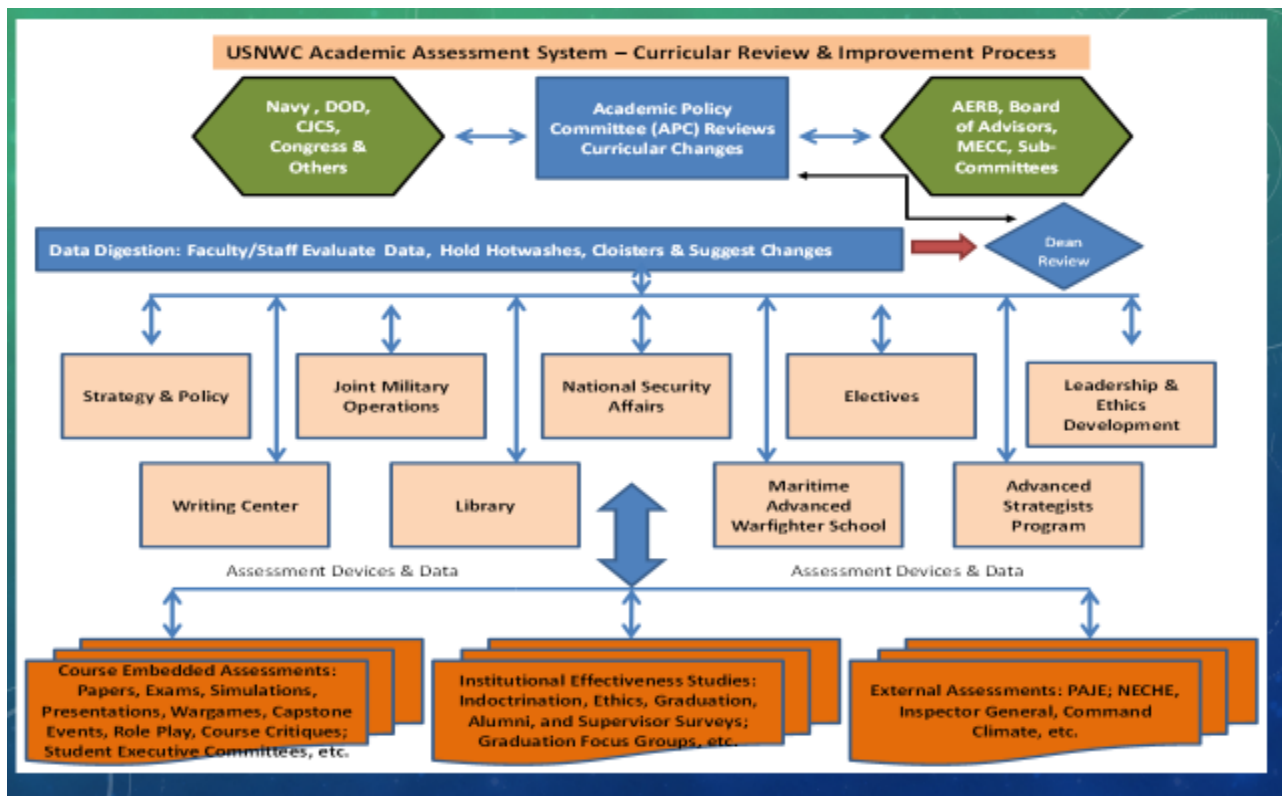 USNWC Academic Assessment System – Curricular Review & Improvement Process
Navy , DOD,
CJCS,
Congress &
Others
Academic Policy
Committee (APC) Reviews
Curricular Changes
AERB, Board
of Advisors,
MECC, Sub-
Committees
Data Digestion: Faculty/Staff Evaluate Data, Hold Hotwashes, Cloisters & Suggest Changes
Dean
Review
Strategy & Policy
Joint Military
Operations
National Security
Affairs
Electives
Leadership &
Ethics
Development
Writing Center
Library
Maritime
Advanced
Warfighter School
Advanced
Strategists
Program
Assessment Devices & Data
Assessment Devices & Data
Course Embedded Assessments:
Papers, Exams, Simulations,
Presentations, Wargames, Capstone
Events, Role Play, Course Critiques;
Student Executive Committees, etc.
Institutional Effectiveness Studies:
Indoctrination, Ethics, Graduation,
Alumni, and Supervisor Surveys;
Graduation Focus Groups, etc.
External Assessments: PAJE; NECHE,
Inspector General, Command
Climate, etc.